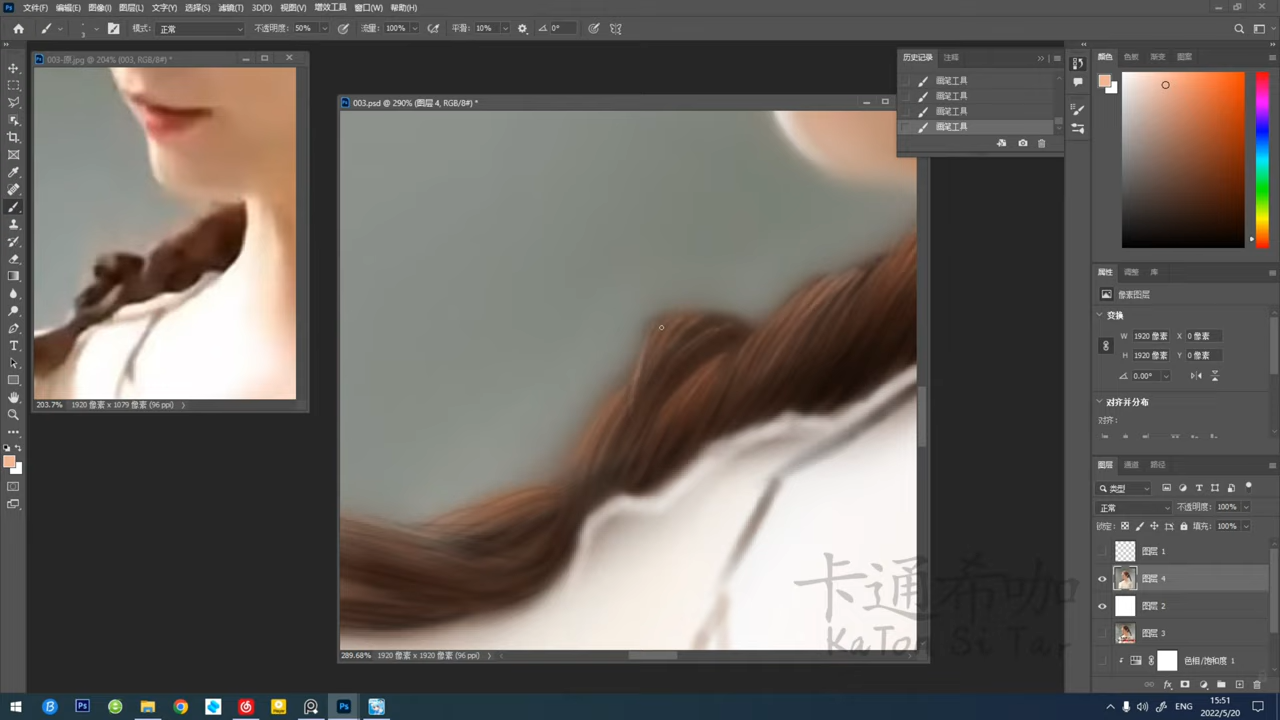 文件(F) 编辑(E) 图像(I) 图层(L) 文字(Y) 选择(S) 滤镜(T) 3D(D) 视图(V) 增效工具 窗口(W) 帮助(H)
3 模式: 正常 不透明度: 50% 流量: 100% 平滑: 10% 0°
003-原.jpg @ 204% (003, RGB/8#) *
203.7% 1920 像素 x 1079 像素 (96 ppi)
003.psd @ 290% (图层 4, RGB/8#) *
289.68% 1920 像素 x 1920 像素 (96 ppi)
历史记录 注释
画笔工具
画笔工具
画笔工具
画笔工具
颜色 色板 渐变 图案
属性 调整 库
像素图层
变换
W 1920 像素 X 0 像素
H 1920 像素 Y 0 像素
0.00°
对齐并分布
对齐:
图层 通道 路径
类型
正常 不透明度: 100%
锁定: 填充: 100%
图层 1
图层 4
图层 2
图层 3
色相/饱和度 1
卡通希咖
KaTon Si Tar
ENG
15:51
2022/5/20